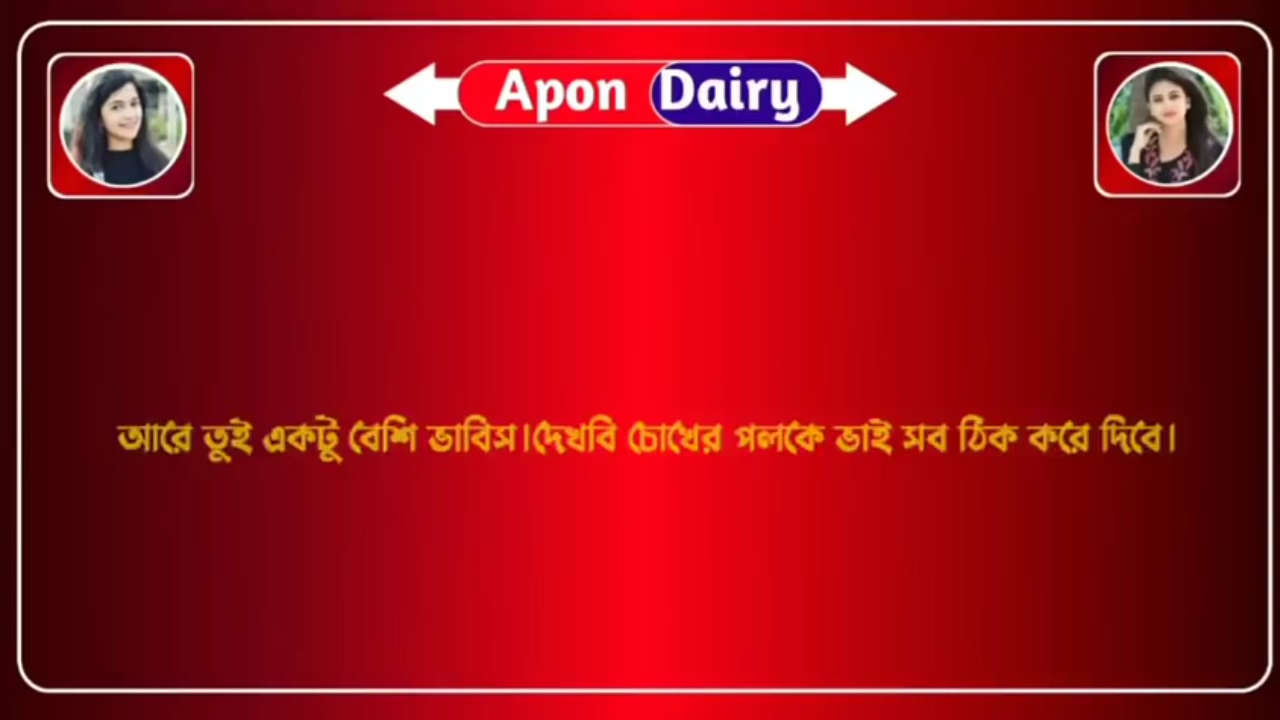 Apon Dairy
আরে তুই একটু বেশি ভাবিস।দেখবি চোখের পলকে ভাই সব ঠিক করে দিবে।